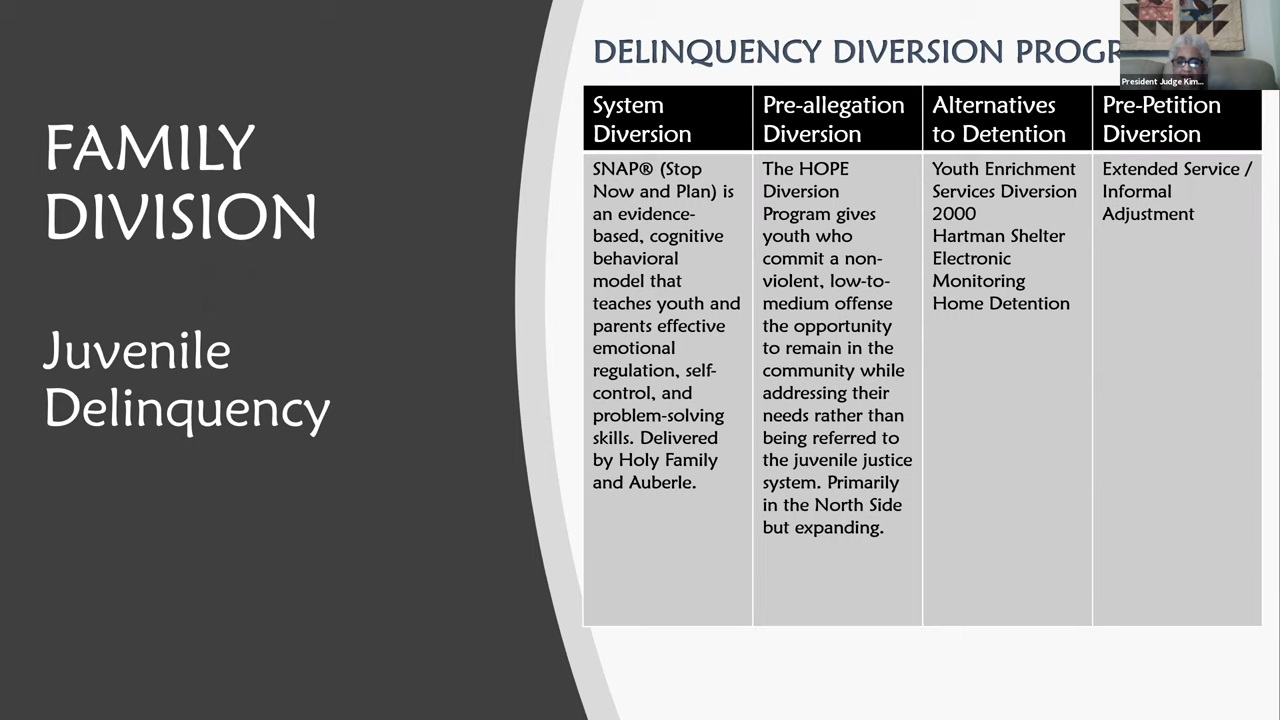 FAMILY
DIVISION
Juvenile
Delinquency
DELINQUENCY DIVERSION
President Judge Kim...
System
Diversion
Pre-allegation
Diversion
Alternatives
to Detention
Pre-Petition
Diversion
SNAP® (Stop
Now and Plan) is
an evidence-
based, cognitive
behavioral
model that
teaches youth and
parents effective
emotional
regulation, self-
control, and
problem-solving
skills. Delivered
by Holy Family
and Auberle.
The HOPE
Diversion
Program gives
youth who
commit a non-
violent, low-to-
medium offense
the opportunity
to remain in the
community while
addressing their
needs rather than
being referred to
the juvenile justice
system. Primarily
in the North Side
but expanding.
Youth Enrichment
Services Diversion
2000
Hartman Shelter
Electronic
Monitoring
Home Detention
Extended Service /
Informal
Adjustment